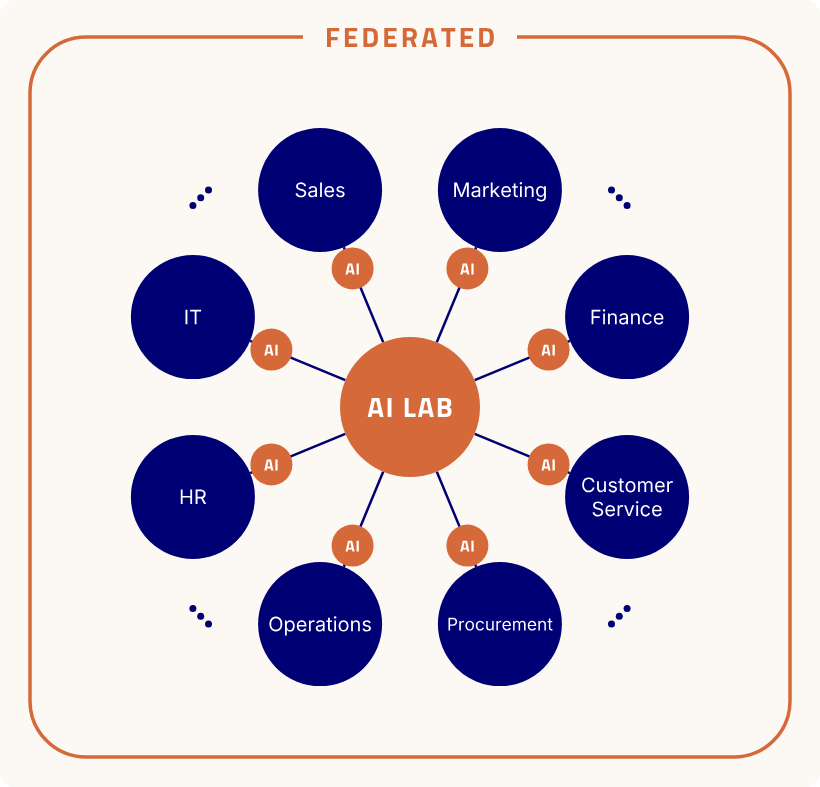 FEDERATED
Sales
Marketing
AI
AI
IT
Finance
AI
AI
AI LAB
HR
AI
AI
Customer
Service
AI
AI
Operations
Procurement